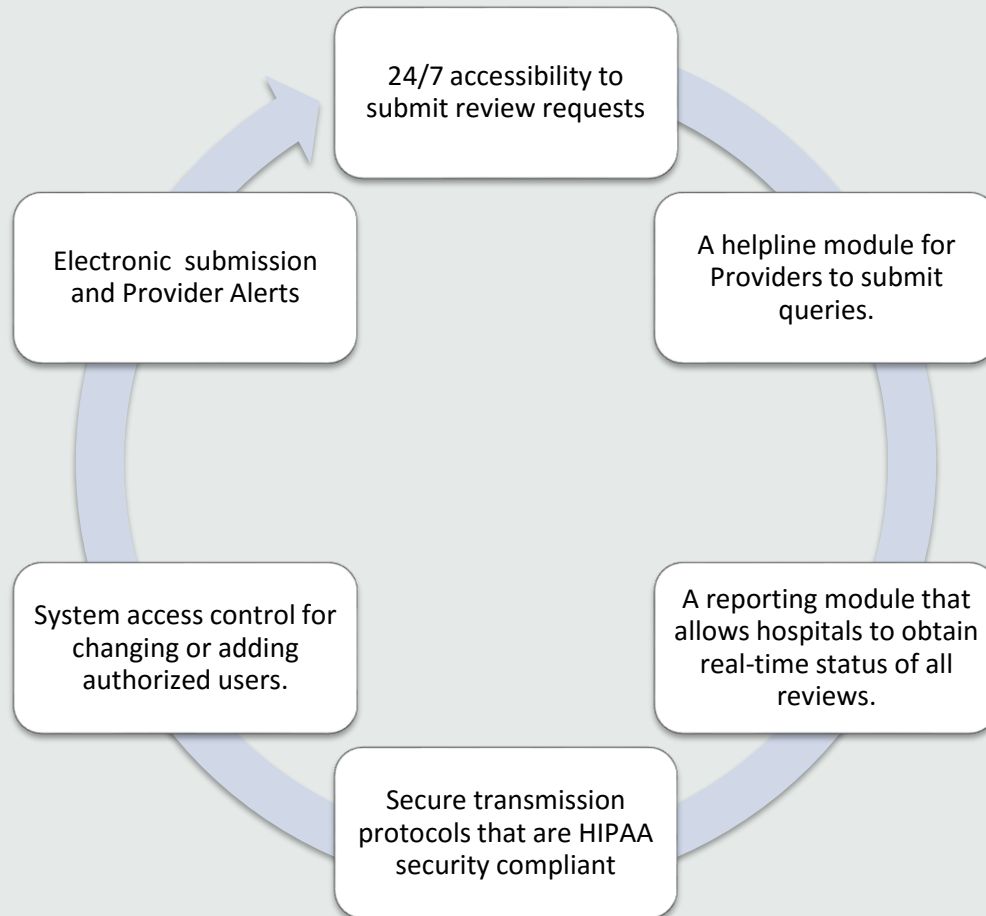 24/7 accessibility to
submit review requests
A helpline module for
Providers to submit
queries.
A reporting module that
allows hospitals to obtain
real-time status of all
reviews.
Secure transmission
protocols that are HIPAA
security compliant
System access control for
changing or adding
authorized users.
Electronic  submission
and Provider Alerts